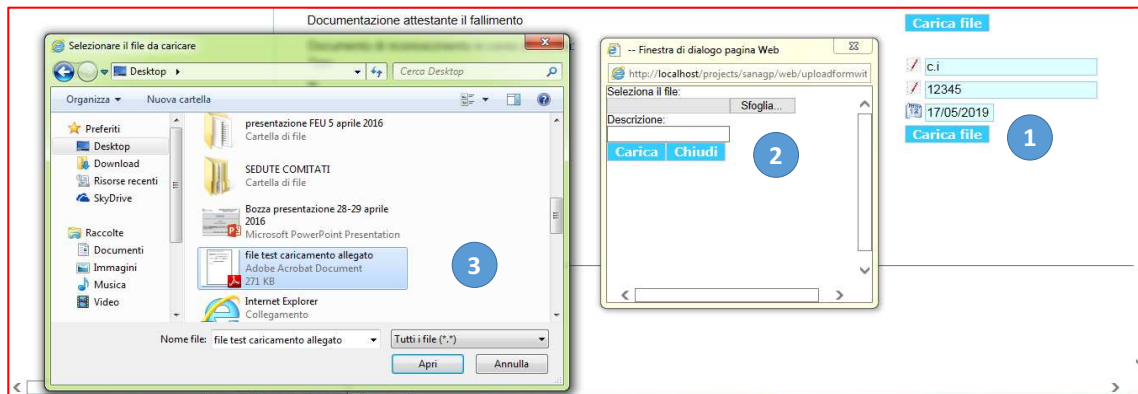 Documentazione attestante il fallimento
Carica file
c.i
12345
17/05/2019
Carica file
1
-- Finestra di dialogo pagina Web
http://localhost/projects/sanagp/web/uploadformwit
Seleziona il file:
Sfoglia...
Descrizione:
Carica Chiudi
2
Selezionare il file da caricare
Desktop
Cerca Desktop
Organizza
Nuova cartella
Preferiti
Desktop
Download
Risorse recenti
SkyDrive
Raccolte
Documenti
Immagini
Musica
Video
presentazione FEU 5 aprile 2016
Cartella di file
SEDUTE COMITATI
Cartella di file
Bozza presentazione 28-29 aprile
2016
Microsoft PowerPoint Presentation
file test caricamento allegato
Adobe Acrobat Document
271 KB
Internet Explorer
Collegamento
3
Nome file: file test caricamento allegato
Tutti i file (*.*)
Apri
Annulla